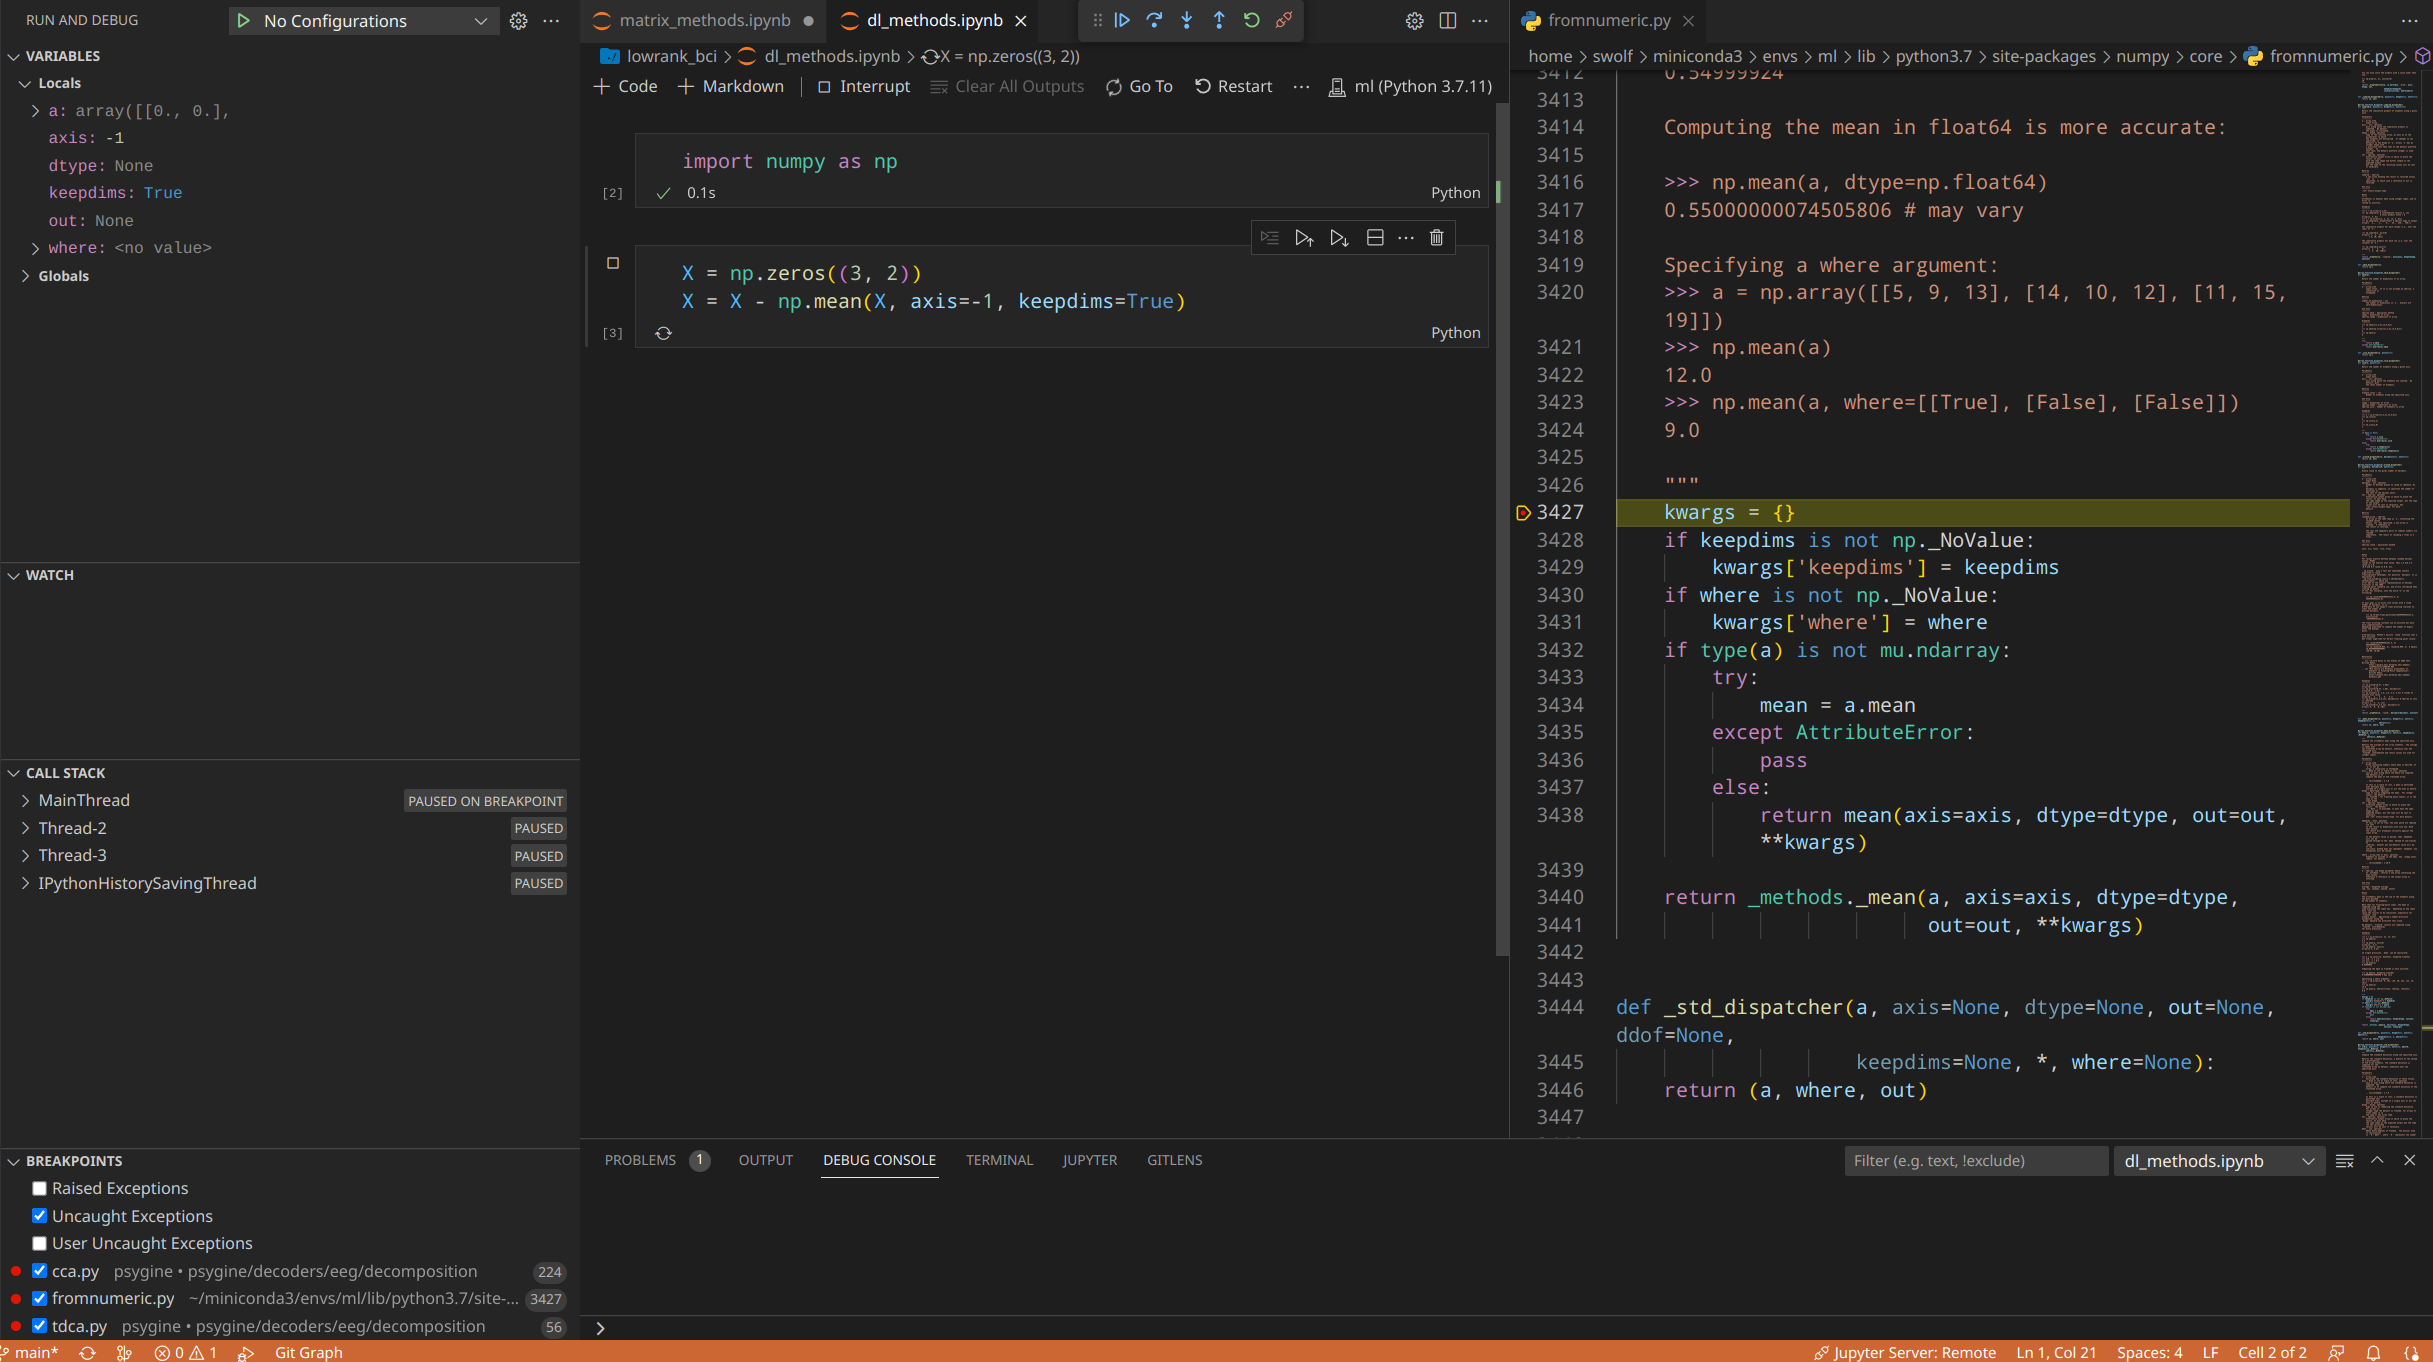 RUN AND DEBUG
No Configurations
VARIABLES
Locals
a: array([[0., 0.],
axis: -1
dtype: None
keepdims: True
out: None
where: <no value>
Globals
WATCH
CALL STACK
MainThread PAUSED ON BREAKPOINT
Thread-2 PAUSED
Thread-3 PAUSED
IPythonHistorySavingThread PAUSED
BREAKPOINTS
Raised Exceptions
Uncaught Exceptions
User Uncaught Exceptions
cca.py psygine • psygine/decoders/eeg/decomposition 224
fromnumeric.py ~/miniconda3/envs/ml/lib/python3.7/site-... 3427
tdca.py psygine • psygine/decoders/eeg/decomposition 56
matrix_methods.ipynb
dl_methods.ipynb
lowrank_bci > dl_methods.ipynb > X = np.zeros((3, 2))
Code Markdown Interrupt Clear All Outputs Go To Restart ... ml (Python 3.7.11)
import numpy as np
[2] 0.1s Python
X = np.zeros((3, 2))
X = X - np.mean(X, axis=-1, keepdims=True)
[3] Python
fromnumeric.py
home > swolf > miniconda3 > envs > ml > lib > python3.7 > site-packages > numpy > core > fromnumeric.py >
3412 0.54999924
3413
3414 Computing the mean in float64 is more accurate:
3415
3416 >>> np.mean(a, dtype=np.float64)
3417 0.55000000074505806 # may vary
3418
3419 Specifying a where argument:
3420 >>> a = np.array([[5, 9, 13], [14, 10, 12], [11, 15,
19]])
3421 >>> np.mean(a)
3422 12.0
3423 >>> np.mean(a, where=[[True], [False], [False]])
3424 9.0
3425
3426 """
3427 kwargs = {}
3428 if keepdims is not np._NoValue:
3429 kwargs['keepdims'] = keepdims
3430 if where is not np._NoValue:
3431 kwargs['where'] = where
3432 if type(a) is not mu.ndarray:
3433 try:
3434 mean = a.mean
3435 except AttributeError:
3436 pass
3437 else:
3438 return mean(axis=axis, dtype=dtype, out=out,
**kwargs)
3439
3440 return _methods._mean(a, axis=axis, dtype=dtype,
3441 out=out, **kwargs)
3442
3443
3444 def _std_dispatcher(a, axis=None, dtype=None, out=None,
ddof=None,
3445 keepdims=None, *, where=None):
3446 return (a, where, out)
3447
PROBLEMS 1 OUTPUT DEBUG CONSOLE TERMINAL JUPYTER GITLENS
Filter (e.g. text, !exclude) dl_methods.ipynb
main* 0 1 Git Graph
Jupyter Server: Remote Ln 1, Col 21 Spaces: 4 LF Cell 2 of 2